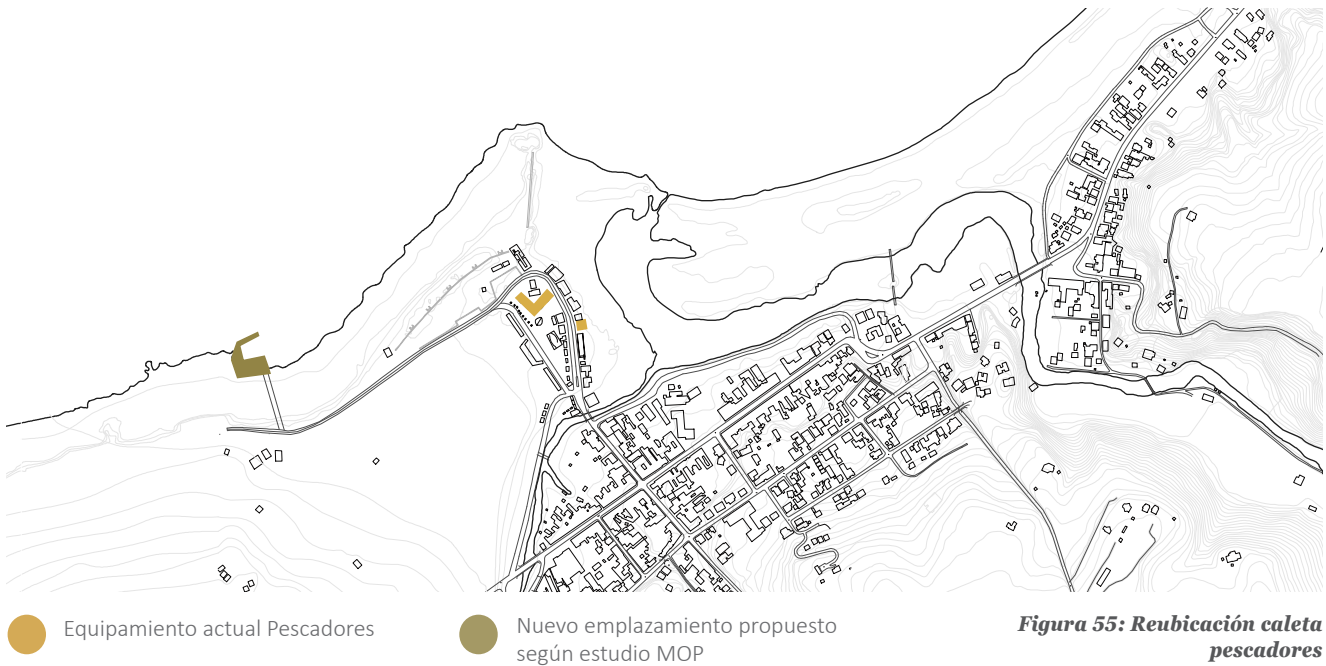 Equipamiento actual Pescadores
Nuevo emplazamiento propuesto
según estudio MOP
Figura 55: Reubicación caleta
pescadores